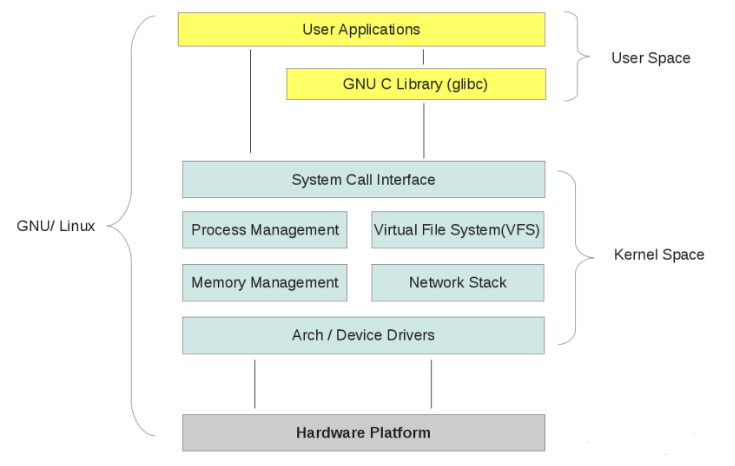 User Applications
User Space
GNU C Library (glibc)
System Call Interface
GNU/ Linux
Process Management
Virtual File System(VFS)
Kernel Space
Memory Management
Network Stack
Arch / Device Drivers
Hardware Platform